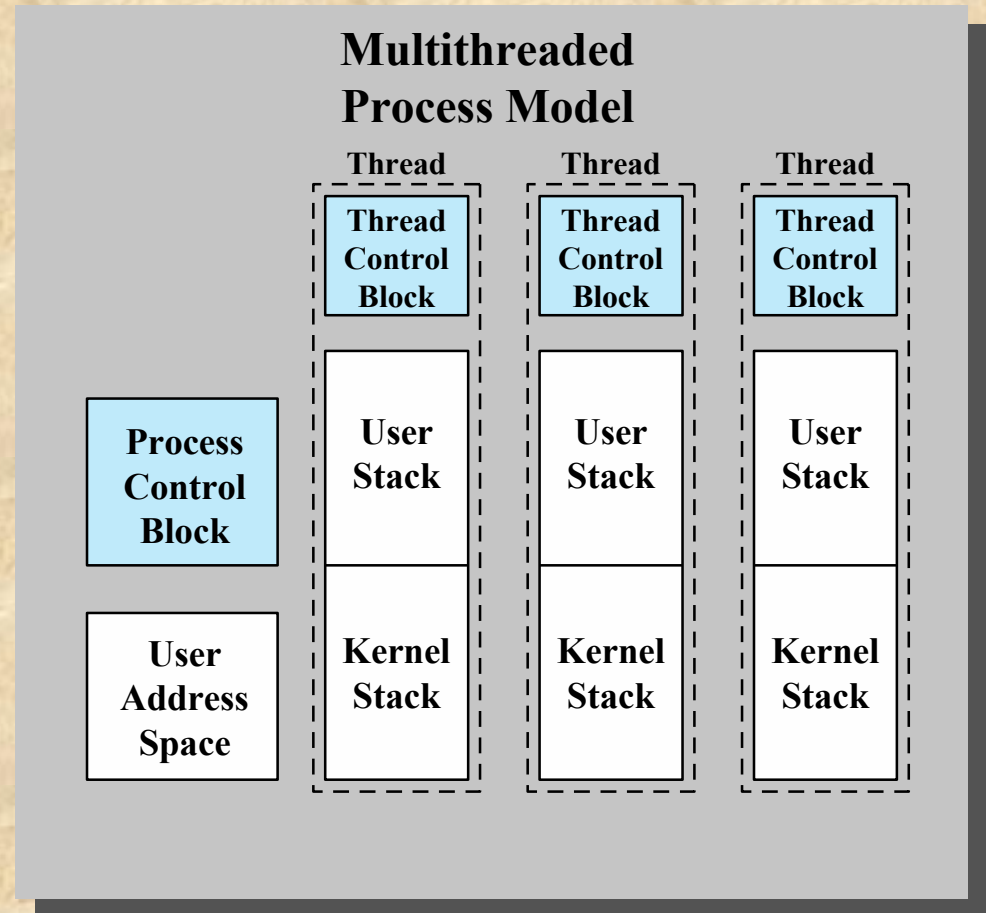 Multithreaded
Process Model
Thread
Thread
Control
Block
User
Stack
Kernel
Stack
Thread
Thread
Control
Block
User
Stack
Kernel
Stack
Thread
Thread
Control
Block
User
Stack
Kernel
Stack
Process
Control
Block
User
Address
Space